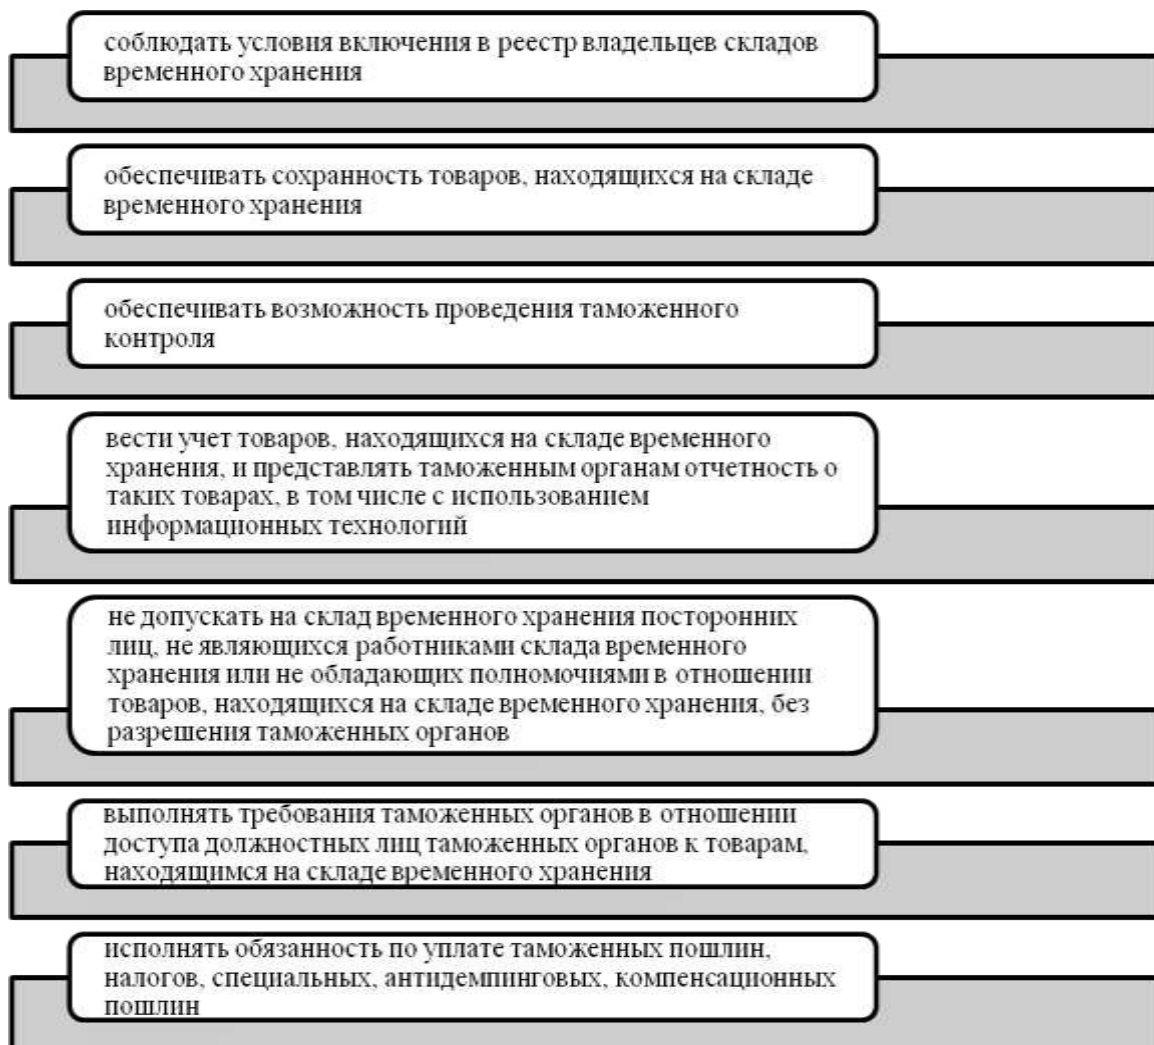 соблюдать условия включения в реестр владельцев складов
временного хранения
обеспечивать сохранность товаров, находящихся на складе
временного хранения
обеспечивать возможность проведения таможенного
контроля
вести учет товаров, находящихся на складе временного
хранения, и представлять таможенным органам отчетность о
таких товарах, в том числе с использованием
информационных технологий
не допускать на склад временного хранения посторонних
лиц, не являющихся работниками склада временного
хранения или не обладающих полномочиями в отношении
товаров, находящихся на складе временного хранения, без
разрешения таможенных органов
выполнять требования таможенных органов в отношении
доступа должностных лиц таможенных органов к товарам,
находящимся на складе временного хранения
исполнять обязанность по уплате таможенных пошлин,
налогов, специальных, антидемпинговых, компенсационных
пошлин